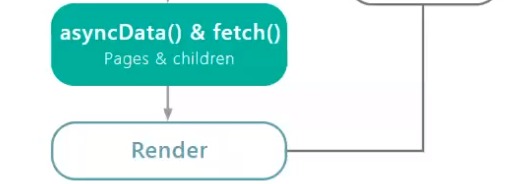 asyncData() & fetch()
Pages & children
Render